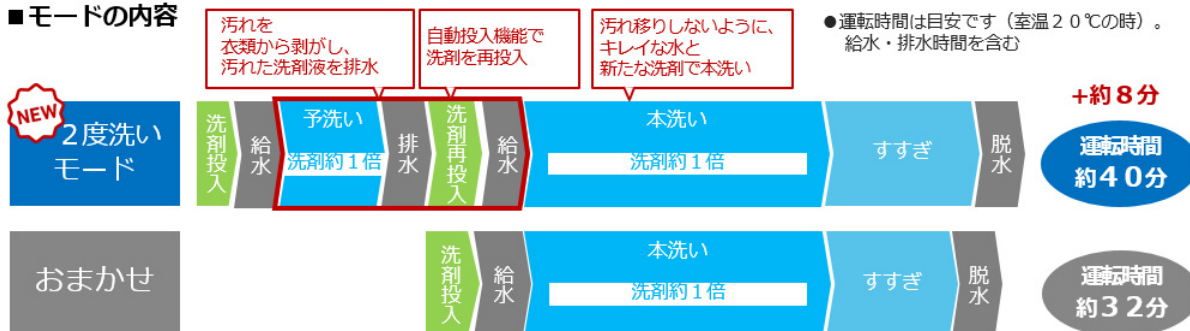 ■モードの内容
汚れを
衣類から剥がし、
汚れた洗剤液を排水
自動投入機能で
洗剤を再投入
汚れ移りしないように、
キレイな水と
新たな洗剤で本洗い
●運転時間は目安です（室温２０℃の時）。
給水・排水時間を含む
NEW
２度洗い
モード
洗剤投入
給水
予洗い
洗剤約１倍
排水
洗剤再投入
給水
本洗い
洗剤約１倍
すすぎ
脱水
+約８分
運転時間
約４０分
おまかせ
洗剤投入
給水
本洗い
洗剤約１倍
すすぎ
脱水
運転時間
約３２分